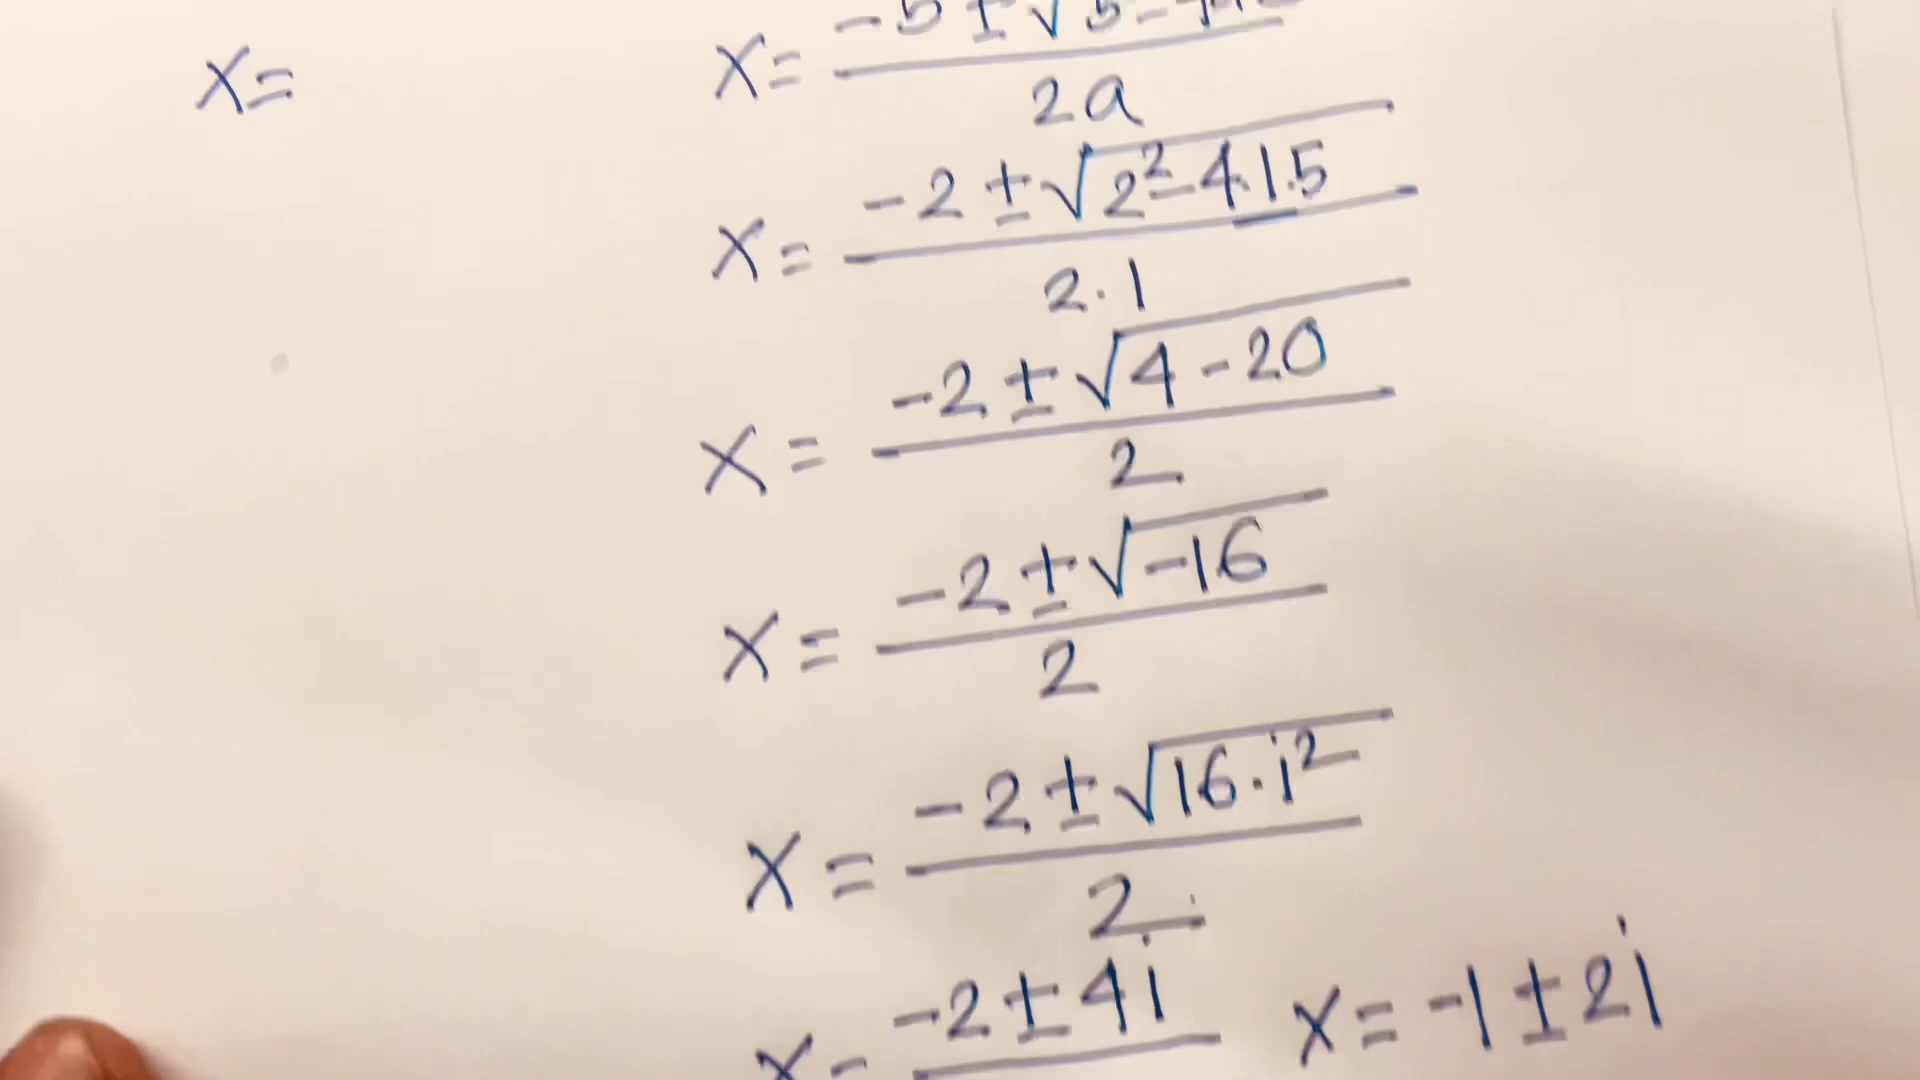 x=
x= / 2a
x= -2 ± √2² - 4.1.5 / 2.1
x= -2 ± √4 - 20 / 2
x= -2 ± √-16 / 2
x= -2 ± √16·i² / 2
x= -2 ± 4i
x= -1 ± 2i